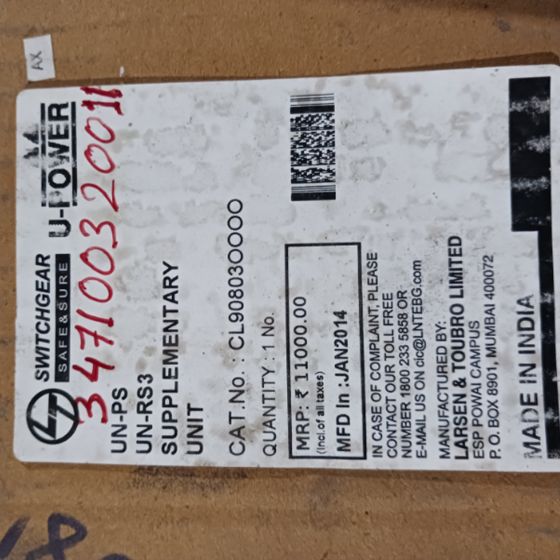 AX
SWITCHGEAR
SAFE & SURE
U-POWER
34710032001
UN-PS
UN-RS3
SUPPLEMENTARY
UNIT
CAT.No. : CL908030OOO
QUANTITY : 1 No.
MRP: ₹ 11000.00
(Incl.of all taxes)
MFD In :JAN2014
IN CASE OF COMPLAINT, PLEASE
CONTACT OUR TOLL FREE
NUMBER 1800 233 5858 OR
E-MAIL US ON cic@LNTEBG.com
MANUFACTURED BY:
LARSEN & TOUBRO LIMITED
ESP POWAI CAMPUS
P. O. BOX 8901, MUMBAI 400072
MADE IN INDIA